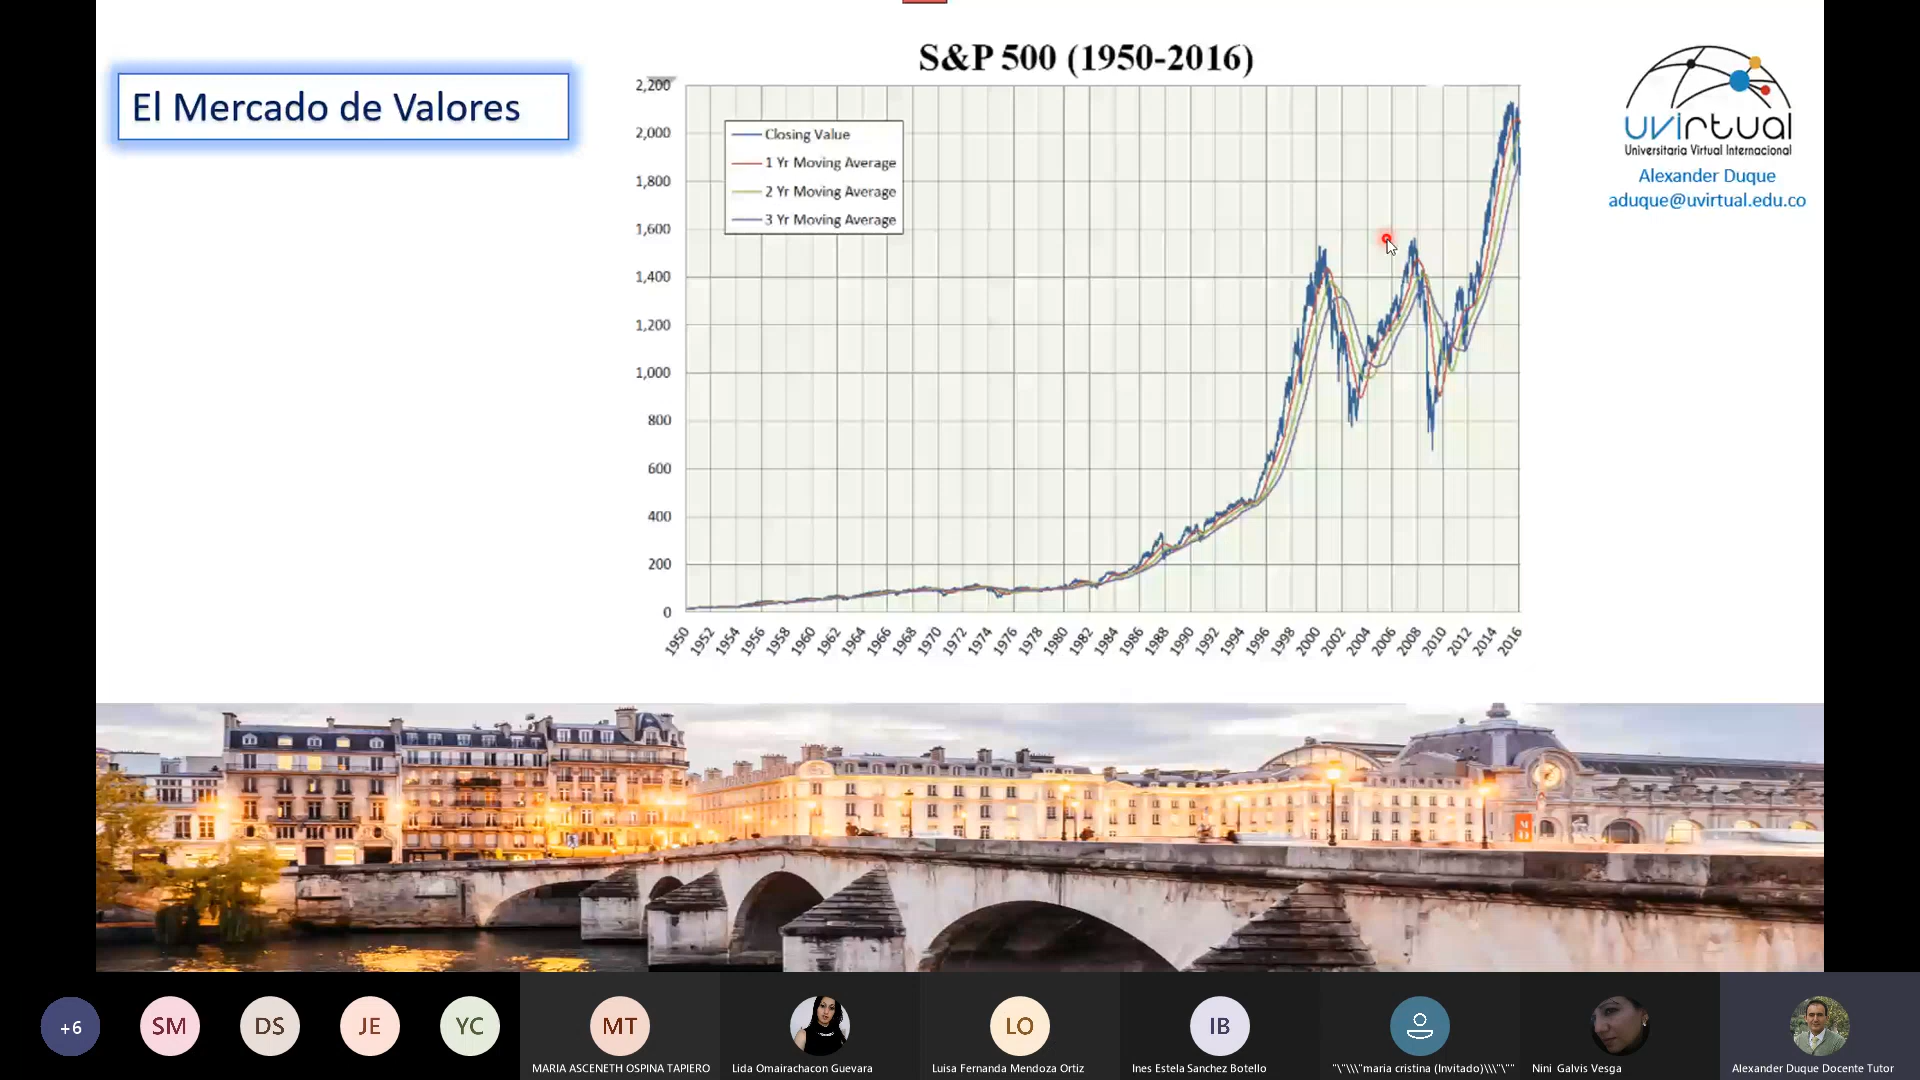 El Mercado de Valores
S&P 500 (1950-2016)
2,200
2,000
1,800
1,600
1,400
1,200
1,000
800
600
400
200
0
Closing Value
1 Yr Moving Average
2 Yr Moving Average
3 Yr Moving Average
1950 1952 1954 1956 1958 1960 1962 1964 1966 1968 1970 1972 1974 1976 1978 1980 1982 1984 1986 1988 1990 1992 1994 1996 1998 2000 2002 2004 2006 2008 2010 2012 2014 2016
uvirtual
Universitaria Virtual Internacional
Alexander Duque
aduque@uvirtual.edu.co
+6 SM DS JE YC MT LO IB
MARIA ASCENETH OSPINA TAPIERO Lida Omairachacon Guevara Luisa Fernanda Mendoza Ortiz Ines Estela Sanchez Botello "\"\\\"maria cristina (Invitado)\\\"\"" Nini Galvis Vesga Alexander Duque Docente Tutor